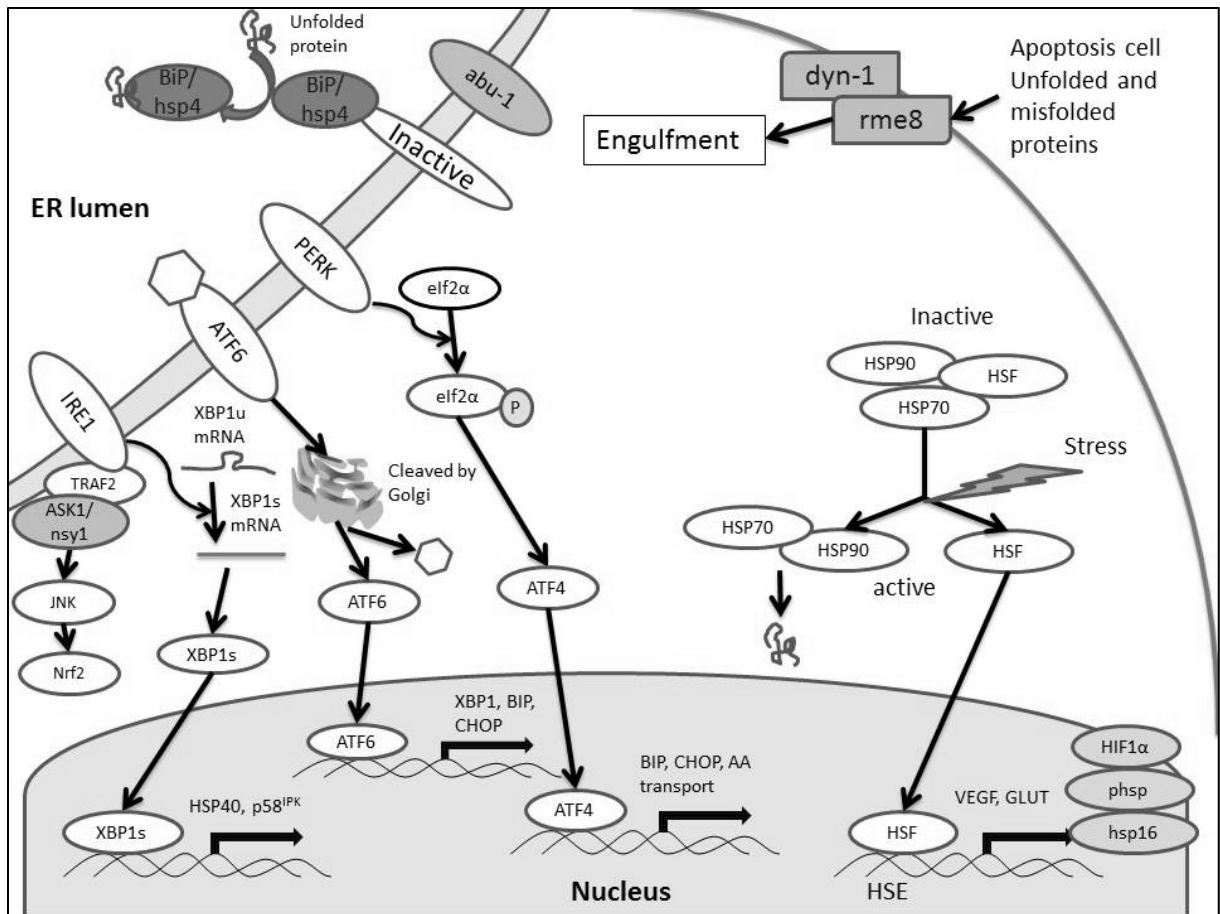 Unfolded
protein
BiP/
hsp4
BiP/
hsp4
abu-1
Inactive
dyn-1
rme8
Engulfment
Apoptosis cell
Unfolded and
misfolded
proteins
ER lumen
PERK
eIf2α
ATF6
IRE1
eIf2α
P
XBP1u
mRNA
TRAF2
ASK1/
nsy1
XBP1s
mRNA
Cleaved by
Golgi
Inactive
HSP90
HSF
HSP70
Stress
HSP70
HSP90
HSF
active
JNK
ATF6
ATF4
Nrf2
XBP1s
XBP1, BIP,
CHOP
ATF6
BIP, CHOP, AA
transport
HIF1α
phsp
hsp16
HSP40, p58ᴵᴾᴷ
XBP1s
ATF4
VEGF, GLUT
HSF
HSE
Nucleus